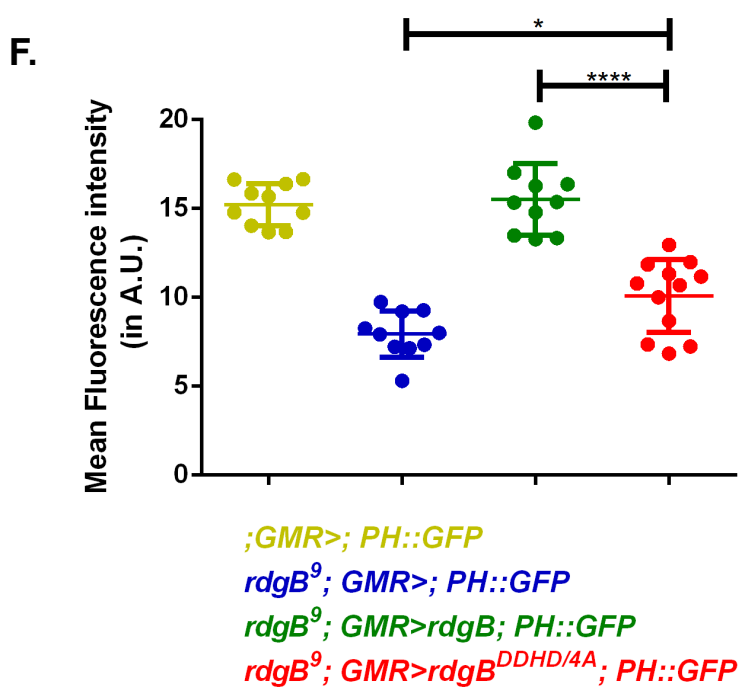 F.
*
****
Mean Fluorescence intensity
(in A.U.)
20
15
10
5
0
;GMR>; PH::GFP
rdgB⁹; GMR>; PH::GFP
rdgB⁹; GMR>rdgB; PH::GFP
rdgB⁹; GMR>rdgBᴰᴰᴴᴰ/⁴ᴬ; PH::GFP